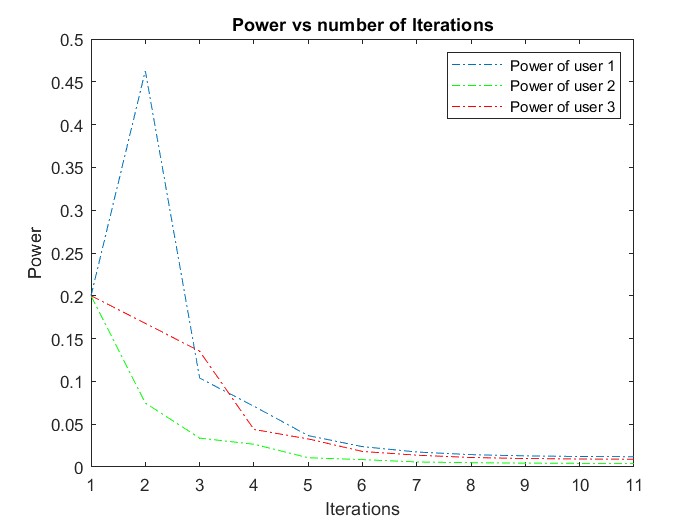 Power vs number of Iterations
0.5
0.45
0.4
0.35
0.3
0.25
0.2
0.15
0.1
0.05
0
Power
Power of user 1
Power of user 2
Power of user 3
1 2 3 4 5 6 7 8 9 10 11
Iterations